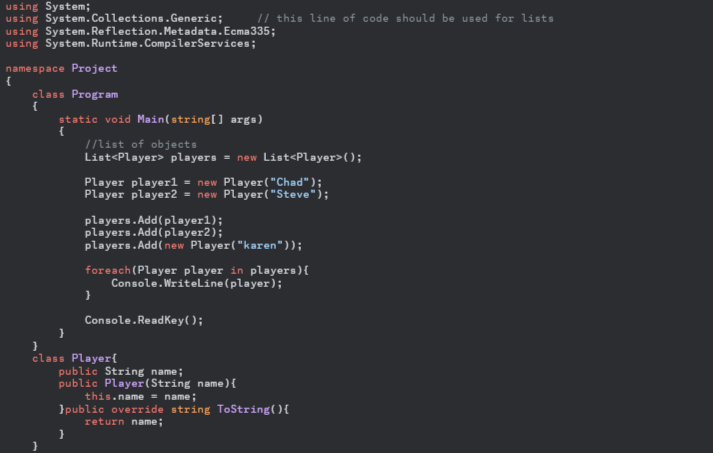 using System;
using System.Collections.Generic;     // this line of code should be used for lists
using System.Reflection.Metadata.Ecma335;
using System.Runtime.CompilerServices;

namespace Project
{
    class Program
    {
        static void Main(string[] args)
        {
            //list of objects
            List<Player> players = new List<Player>();

            Player player1 = new Player("Chad");
            Player player2 = new Player("Steve");

            players.Add(player1);
            players.Add(player2);
            players.Add(new Player("karen"));

            foreach(Player player in players){
                Console.WriteLine(player);
            }

            Console.ReadKey();
        }
    }
    class Player{
        public String name;
        public Player(String name){
            this.name = name;
        }public override string ToString(){
            return name;
        }
    }